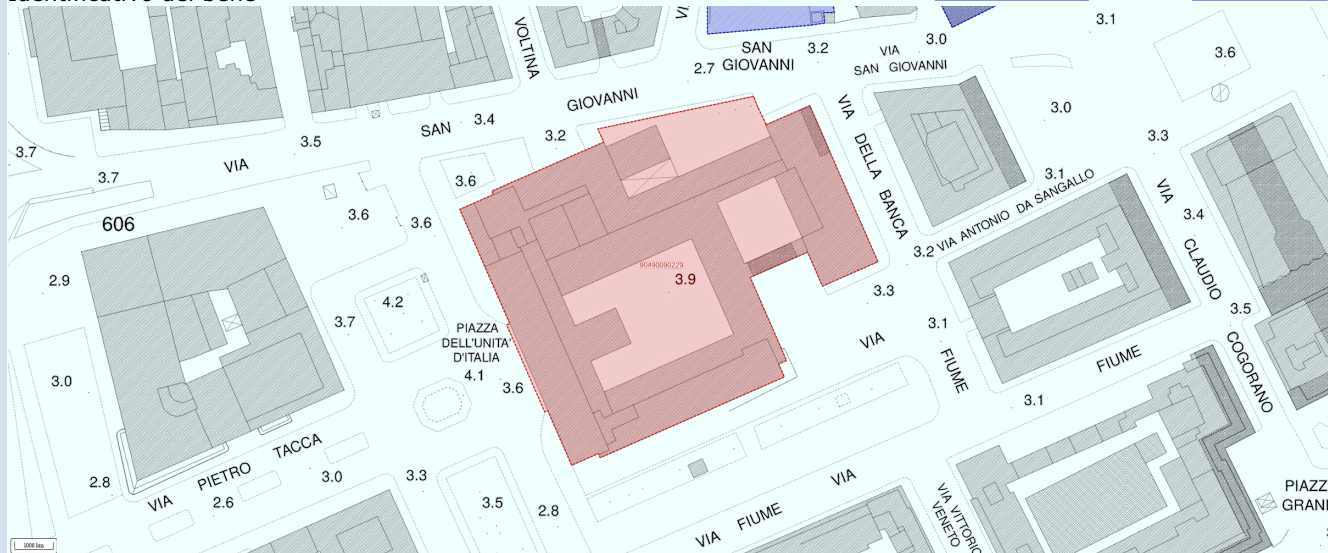 Identificativo del bene
VOLTINA
VI
SAN
GIOVANNI
3.2
VIA
SAN GIOVANNI
3.0
3.1
3.6
2.7
3.0
3.3
GIOVANNI
SAN
3.4
3.2
3.5
VIA
3.7
3.7
606
3.6
3.6
3.6
VIA
DELLA
BANCA
3.1
VIA ANTONIO DA SANGALLO
3.2
VIA
CLAUDIO
COGORANO
3.4
3.5
2.9
3.0
3.7
4.2
PIAZZA
DELL'UNITA'
D'ITALIA
4.1
3.6
90490090229
3.9
3.3
3.1
VIA
FIUME
FIUME
3.1
VIA
PIETRO
TACCA
2.8
2.6
3.0
3.3
3.5
2.8
VIA
FIUME
VIA
VIA VITTORIO
VENETO
PIAZZ
GRAN
1000 km